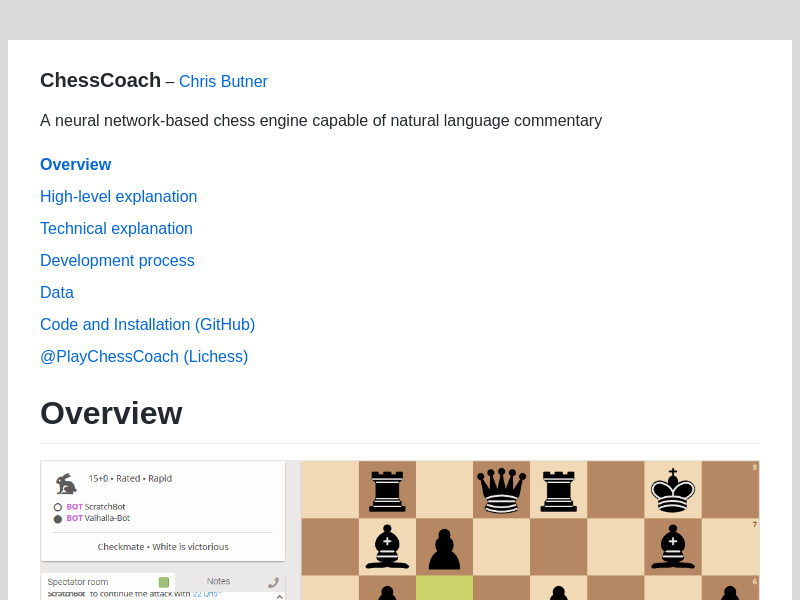 ChessCoach – Chris Butner
A neural network-based chess engine capable of natural language commentary
Overview
High-level explanation
Technical explanation
Development process
Data
Code and Installation (GitHub)
@PlayChessCoach (Lichess)
Overview
15+0 • Rated • Rapid
BOT ScratchBot
BOT Valhalla-Bot
Checkmate • White is victorious
Spectator room
Notes
ScratchBot to continue the attack with 22.Qh5"
8
7
6